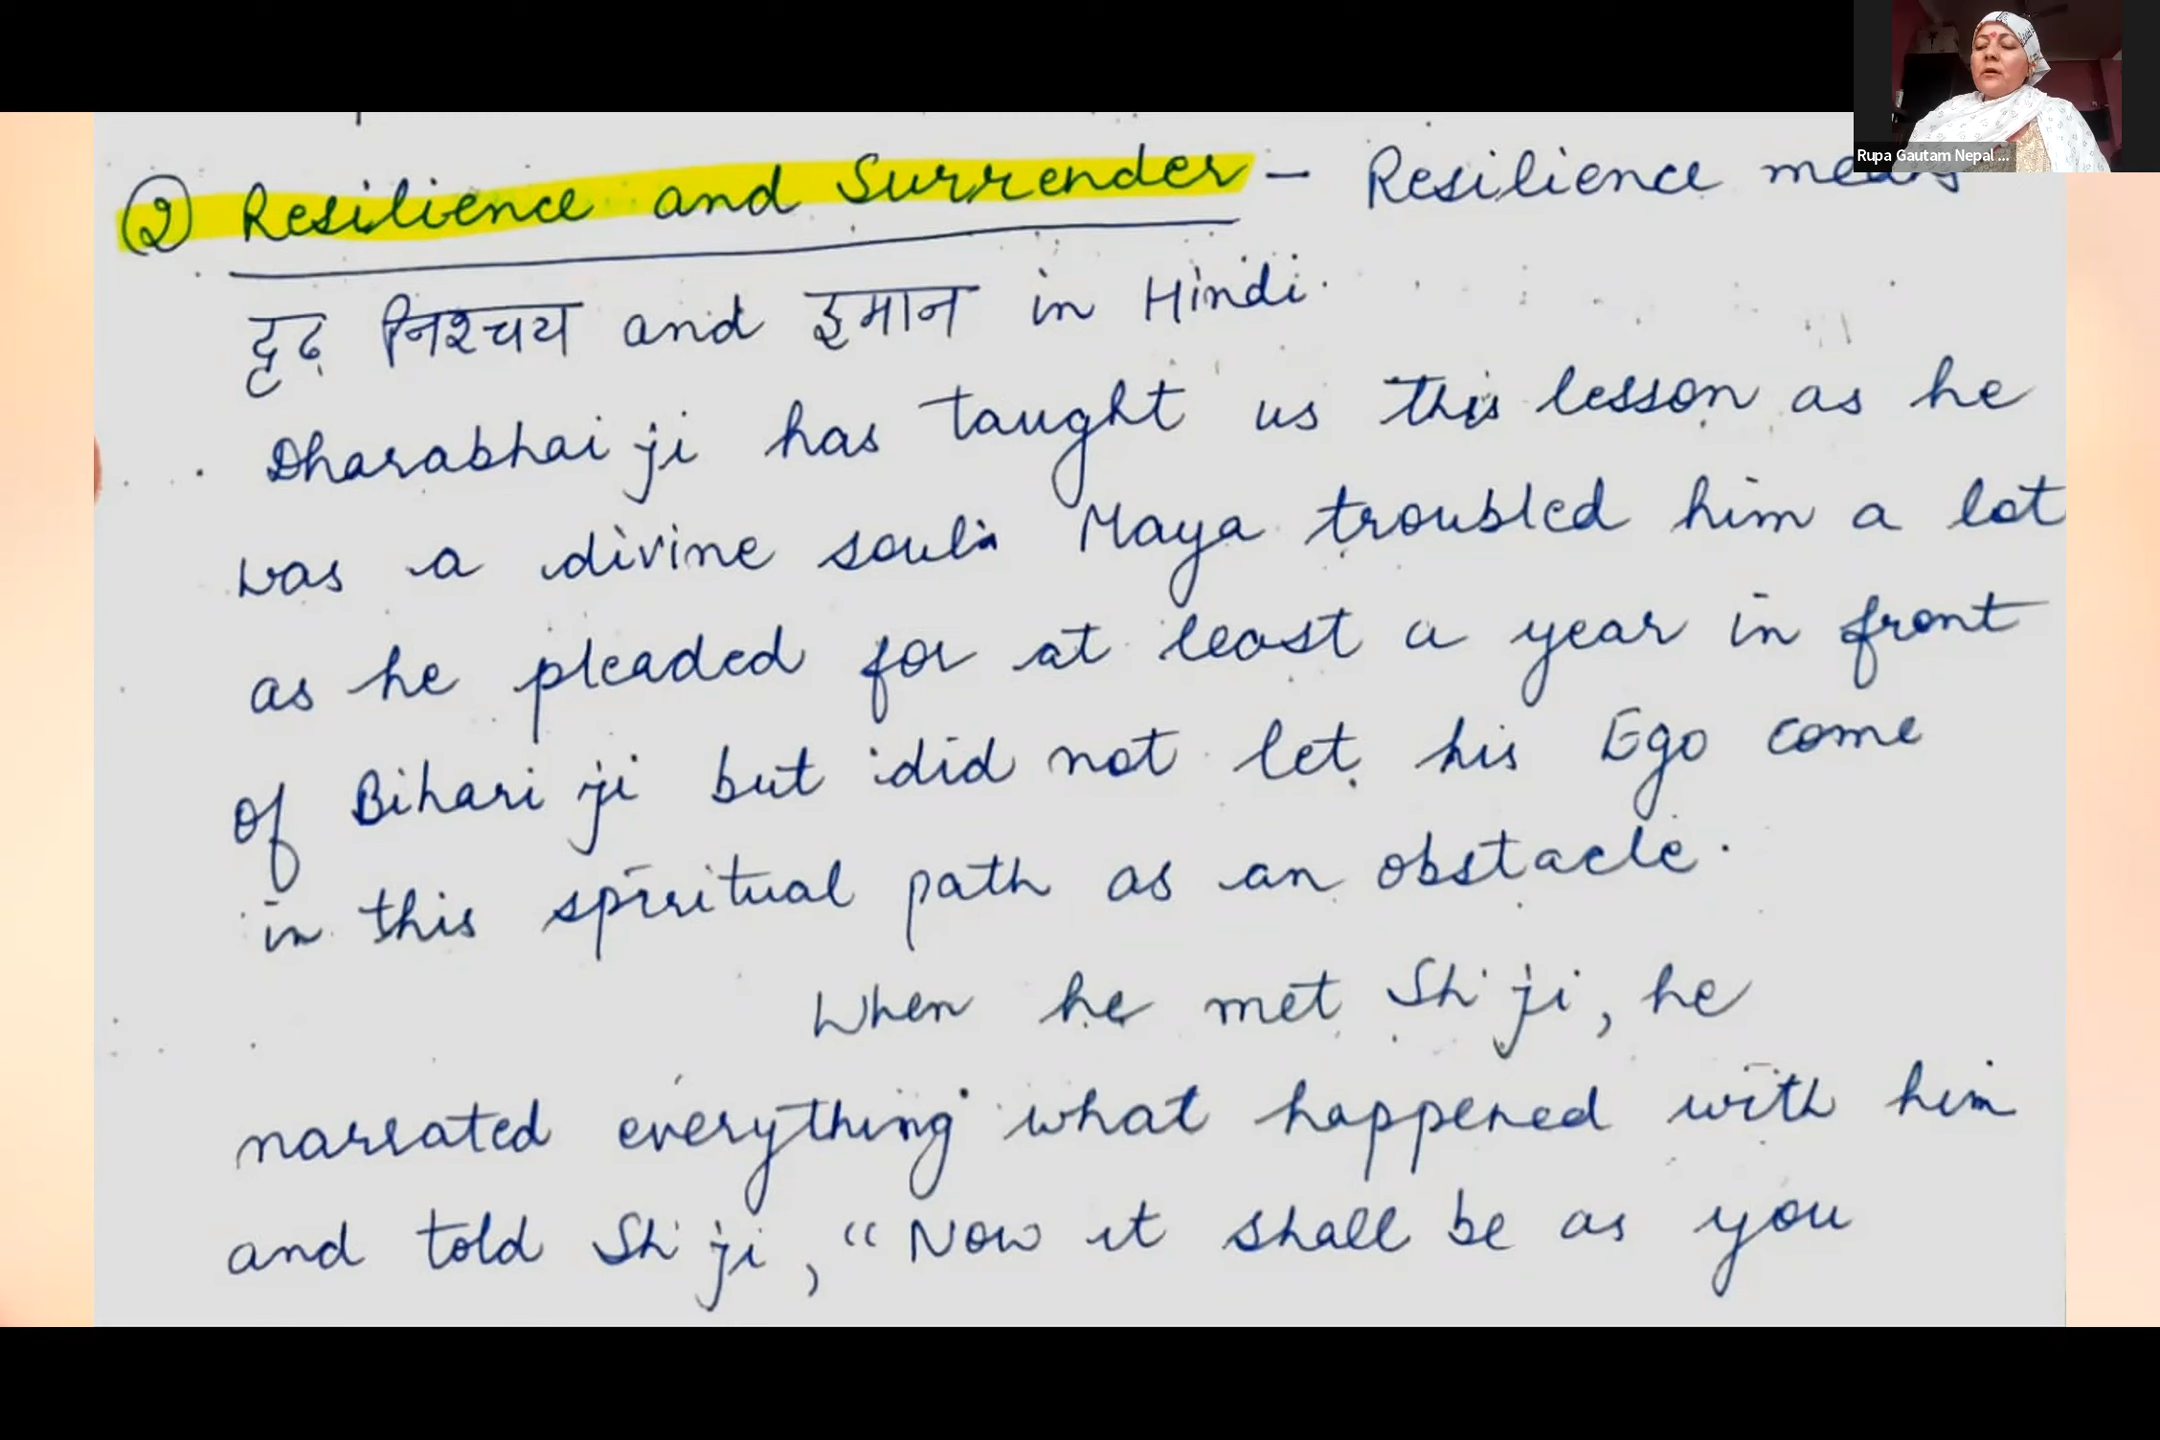 ② Resilience and Surrender – Resilience means
दृढ़ निश्चय and इमान in Hindi.
Dharabhai ji has taught us this lesson as he
was a divine soul. Maya troubled him a lot
as he pleaded for at least a year in front
of Bihari ji but did not let his Ego come
in this spiritual path as an obstacle.
When he met Sh ji, he
narrated everything what happened with him
and told Sh ji, “Now it shall be as you
Rupa Gautam Nepal ...